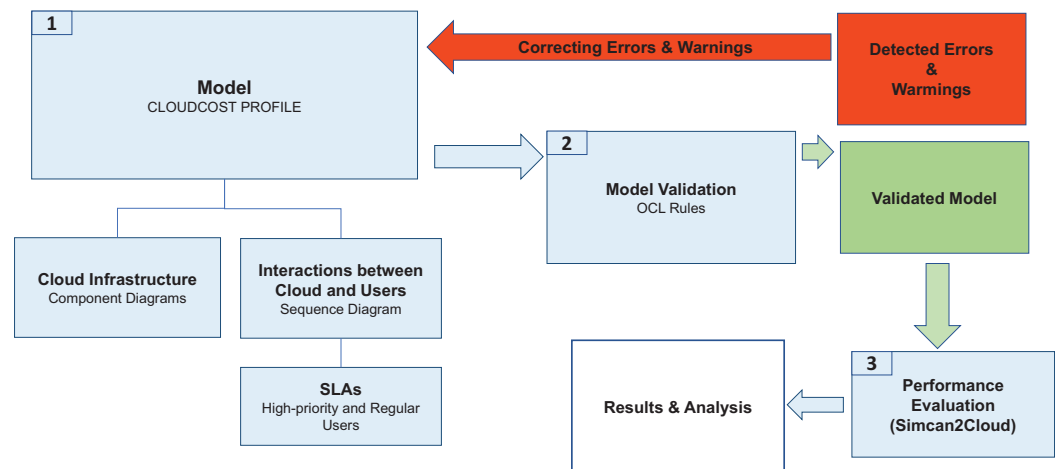 1
Model
CLOUDCOST PROFILE
Correcting Errors & Warnings
Detected Errors
&
Warmings
2
Model Validation
OCL Rules
Validated Model
Cloud Infrastructure
Component Diagrams
Interactions between
Cloud and Users
Sequence Diagram
SLAs
High-priority and Regular
Users
Results & Analysis
3
Performance
Evaluation
(Simcan2Cloud)